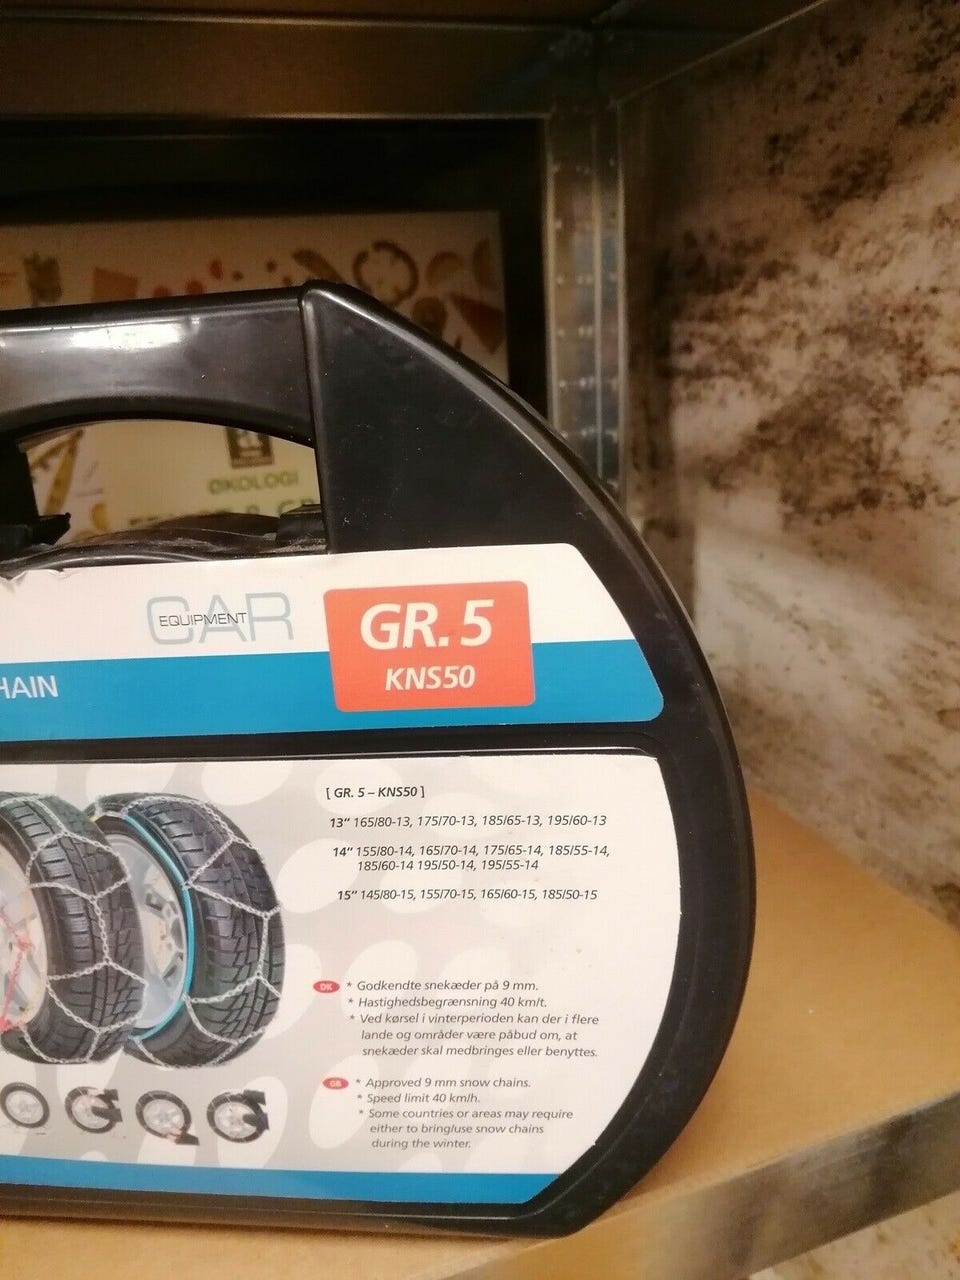 ØKOLOGI
CAR
EQUIPMENT
GR. 5
KNS50
HAIN
[ GR. 5 – KNS50 ]
13“ 165/80-13, 175/70-13, 185/65-13, 195/60-13
14“ 155/80-14, 165/70-14, 175/65-14, 185/55-14,
185/60-14 195/50-14, 195/55-14
15“ 145/80-15, 155/70-15, 165/60-15, 185/50-15
DK * Godkendte snekæder på 9 mm.
* Hastighedsbegrænsning 40 km/t.
* Ved kørsel i vinterperioden kan der i flere
lande og områder være påbud om, at
snekæder skal medbringes eller benyttes.
GB * Approved 9 mm snow chains.
* Speed limit 40 km/h.
* Some countries or areas may require
either to bring/use snow chains
during the winter.